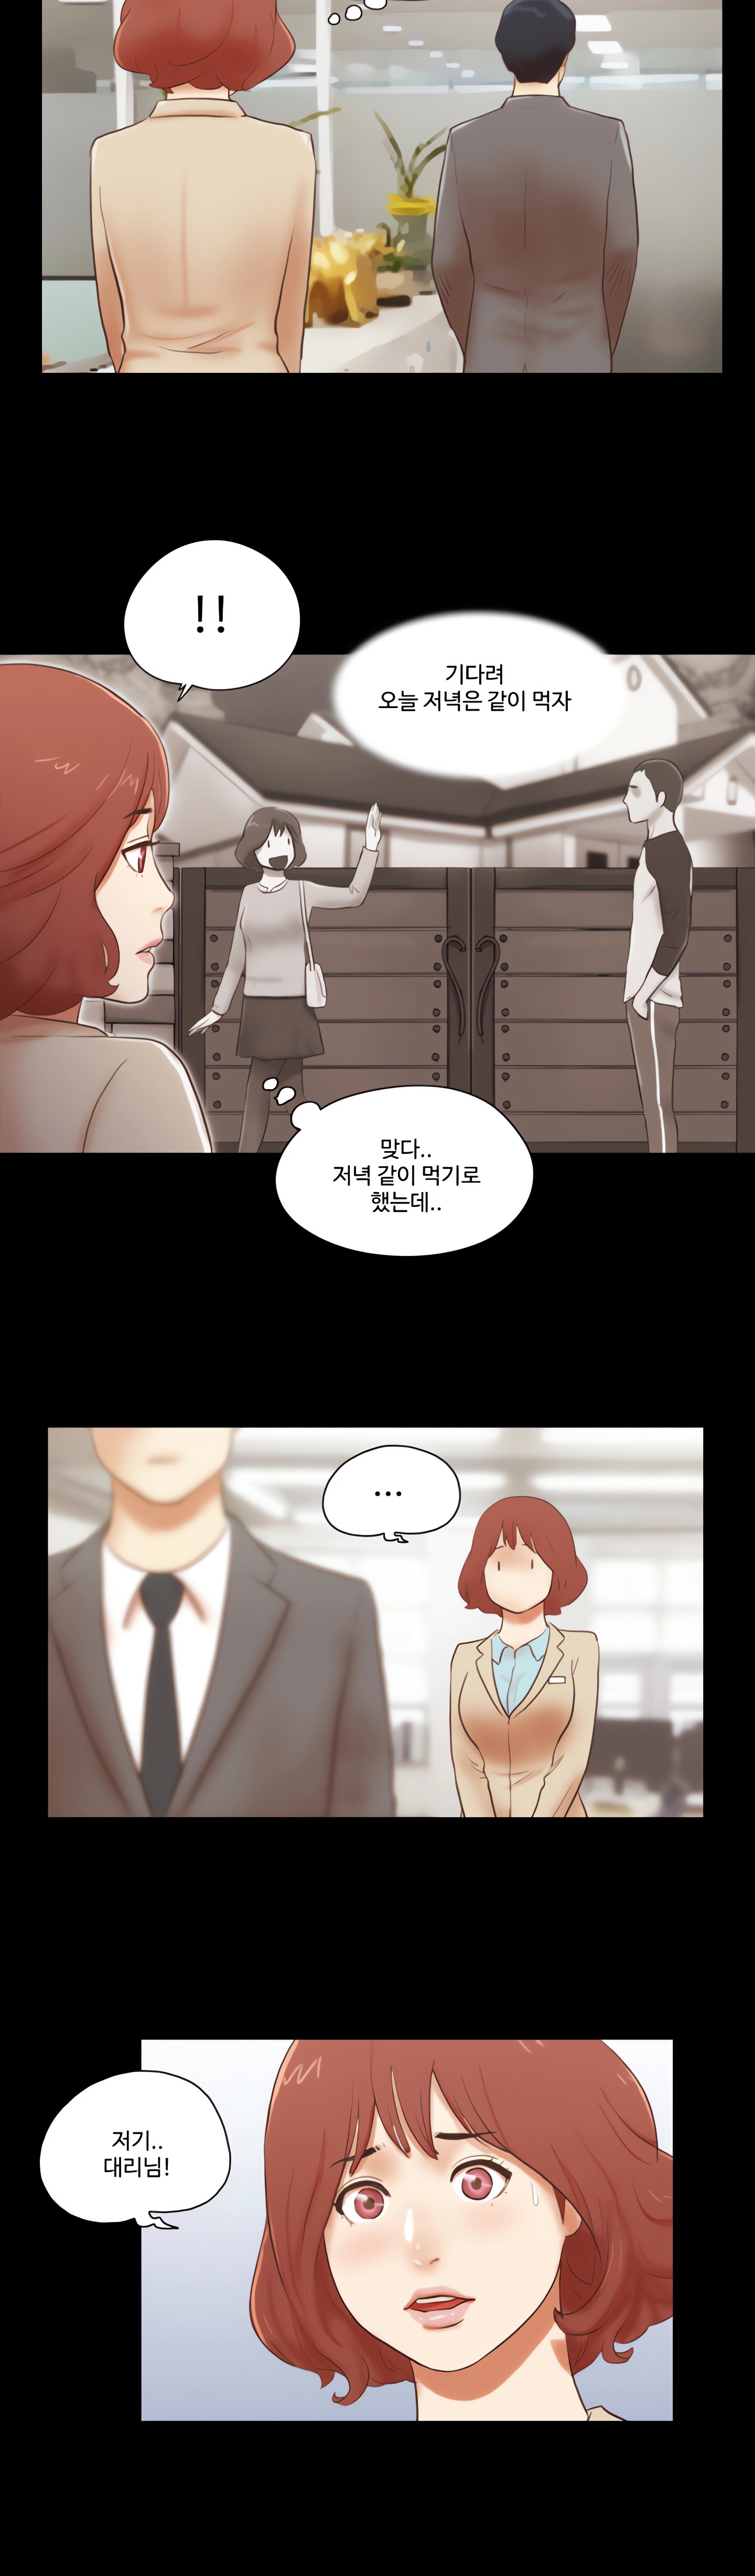 !!
기다려
오늘 저녁은 같이 먹자
맞다..
저녁 같이 먹기로
했는데..
...
저기..
대리님!